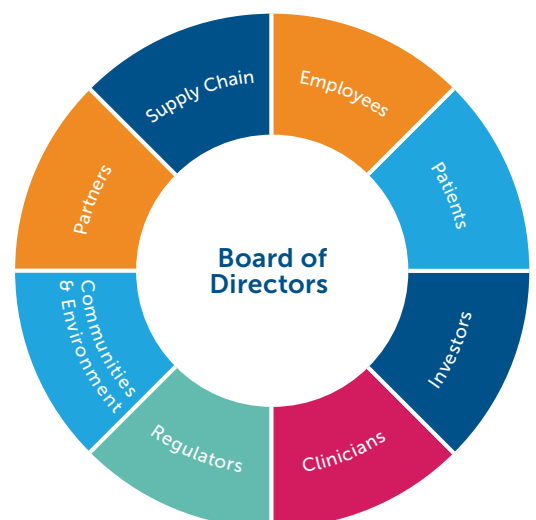 Supply Chain
Employees
Partners
Patients
Board of
Directors
Communities
& Environment
Investors
Regulators
Clinicians